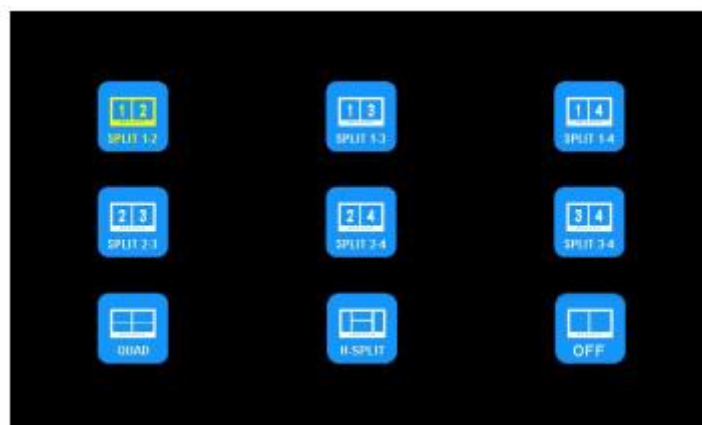 1 2
SPLIT 1-2
1 3
SPLIT 1-3
1 4
SPLIT 1-4
2 3
SPLIT 2-3
2 4
SPLIT 2-4
3 4
SPLIT 3-4
QUAD
H-SPLIT
OFF